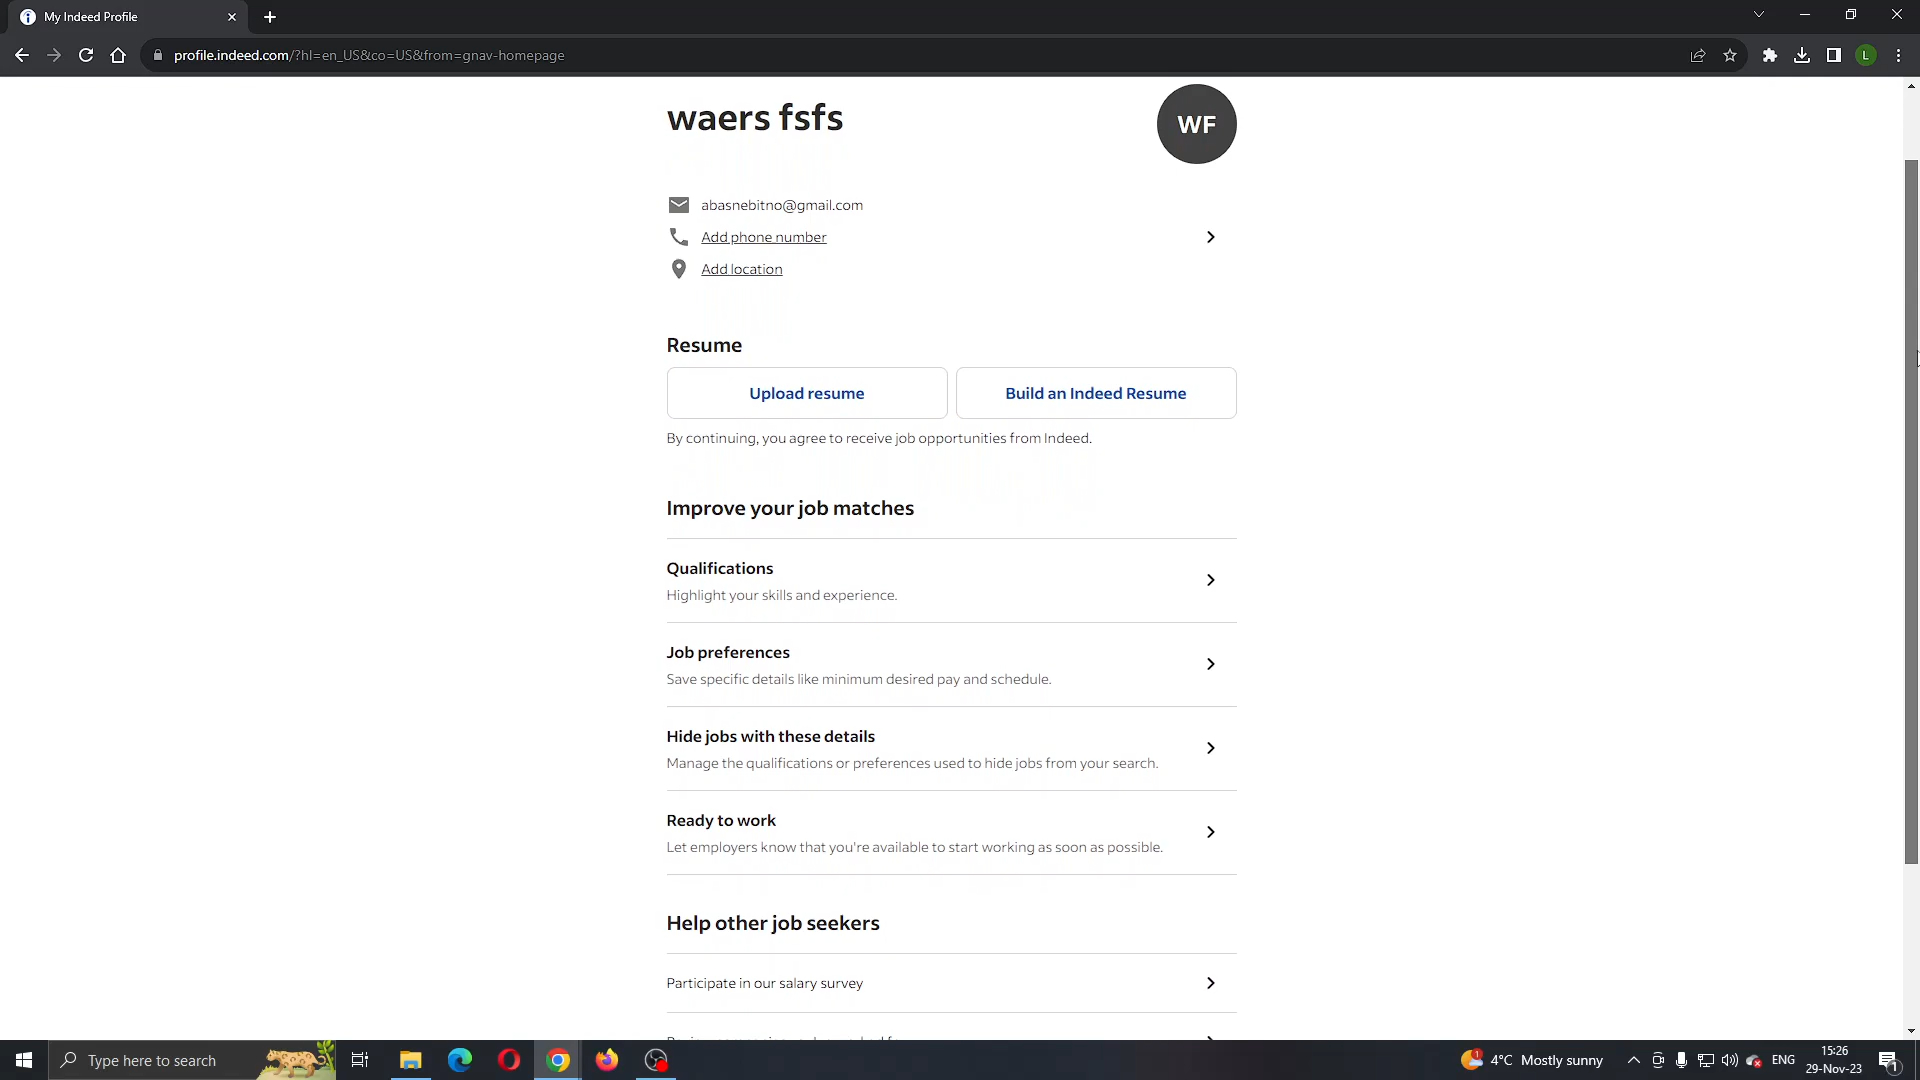 My Indeed Profile
profile.indeed.com/?hl=en_US&co=US&from=gnav-homepage
L
waers fsfs
WF
abasnebitno@gmail.com
Add phone number
Add location
Resume
Upload resume
Build an Indeed Resume
By continuing, you agree to receive job opportunities from Indeed.
Improve your job matches
Qualifications
Highlight your skills and experience.
Job preferences
Save specific details like minimum desired pay and schedule.
Hide jobs with these details
Manage the qualifications or preferences used to hide jobs from your search.
Ready to work
Let employers know that you're available to start working as soon as possible.
Help other job seekers
Participate in our salary survey
Type here to search
1
4°C Mostly sunny
ENG
15:26
29-Nov-23
1